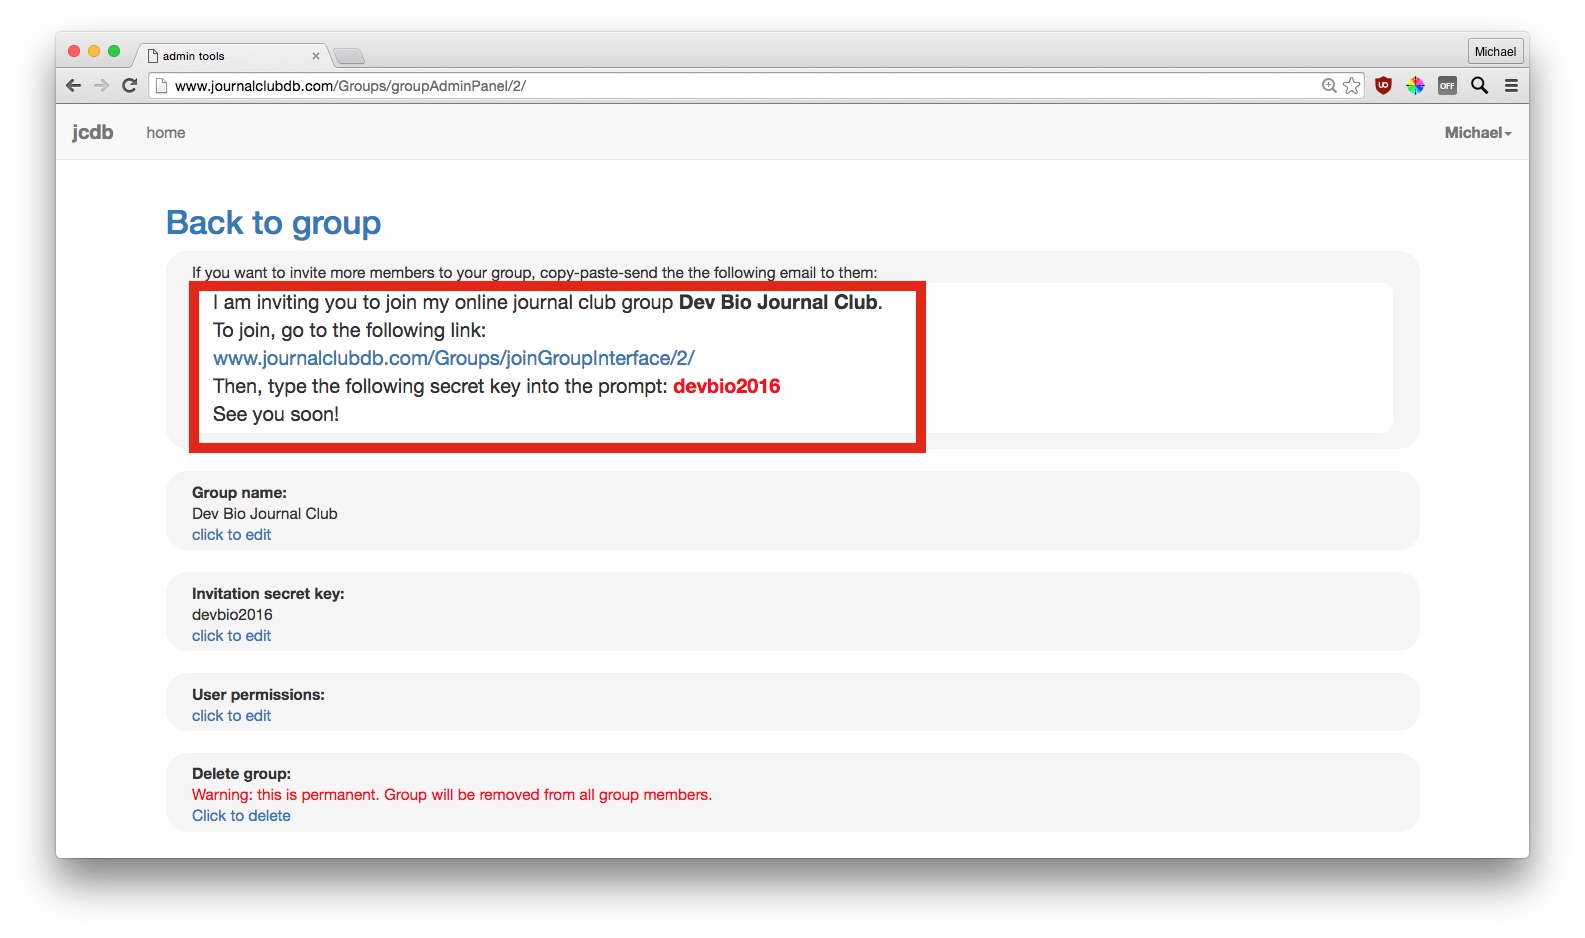 admin tools
Michael
www.journalclubdb.com/Groups/groupAdminPanel/2/
OFF
jcdb home Michael
Back to group
If you want to invite more members to your group, copy-paste-send the the following email to them:
I am inviting you to join my online journal club group Dev Bio Journal Club.
To join, go to the following link:
www.journalclubdb.com/Groups/joinGroupInterface/2/
Then, type the following secret key into the prompt: devbio2016
See you soon!
Group name:
Dev Bio Journal Club
click to edit
Invitation secret key:
devbio2016
click to edit
User permissions:
click to edit
Delete group:
Warning: this is permanent. Group will be removed from all group members.
Click to delete